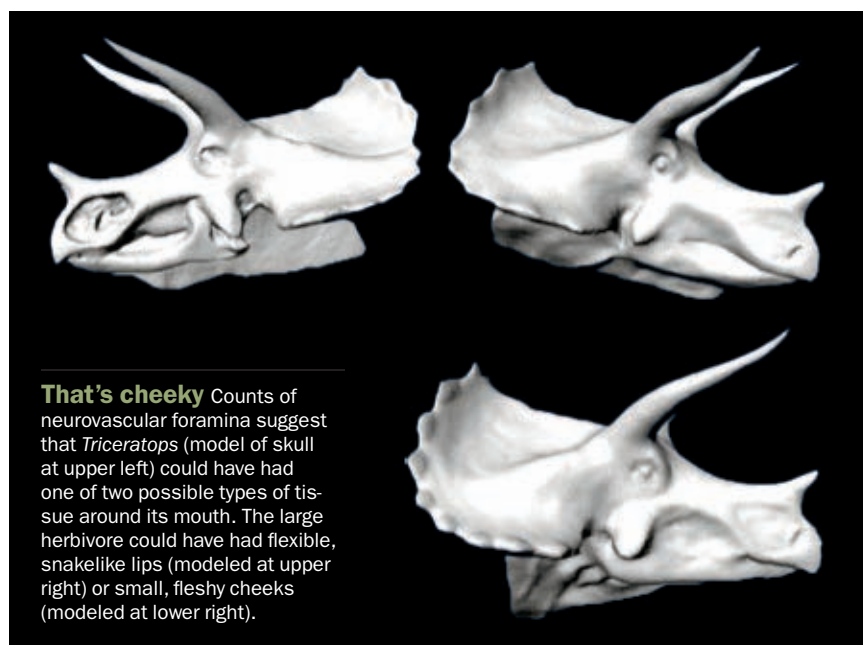 That's cheeky Counts of
neurovascular foramina suggest
that Triceratops (model of skull
at upper left) could have had
one of two possible types of tis-
sue around its mouth. The large
herbivore could have had flexible,
snakelike lips (modeled at upper
right) or small, fleshy cheeks
(modeled at lower right).